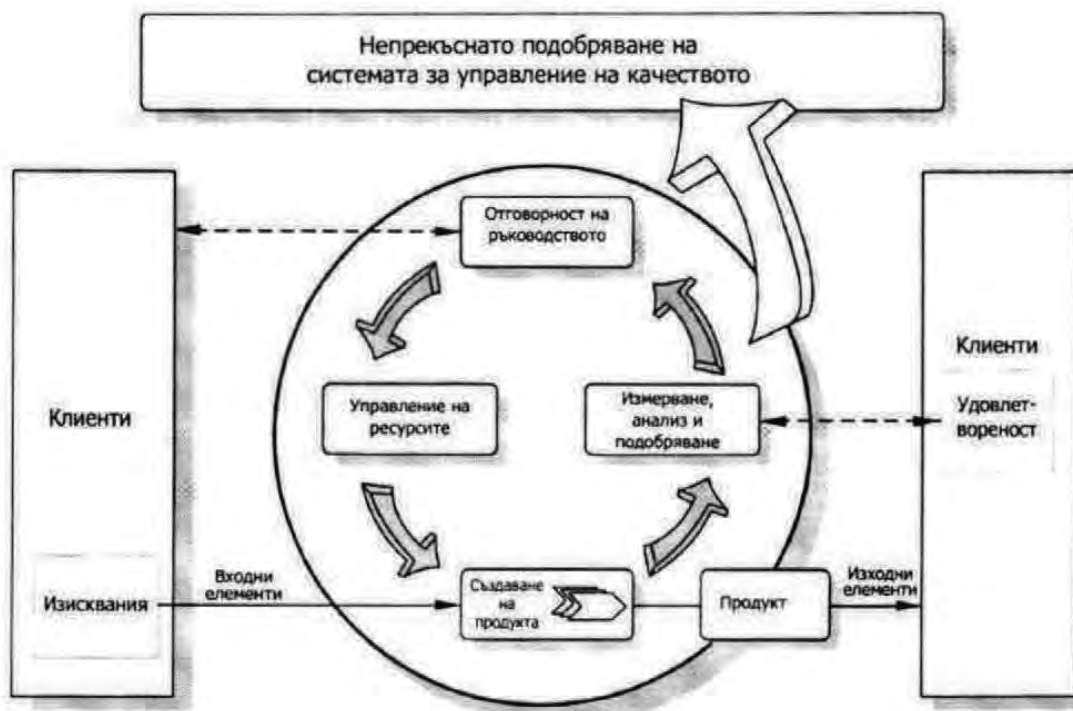 Непрекъснато подобряване на
системата за управление на качеството
Отговорност на
ръководството
Клиенти
Управление на
ресурсите
Измерване,
анализ и
подобряване
Клиенти
Удовлет-
вореност
Изисквания
Входни
елементи
Създаване
на
продукта
Продукт
Изходни
елементи